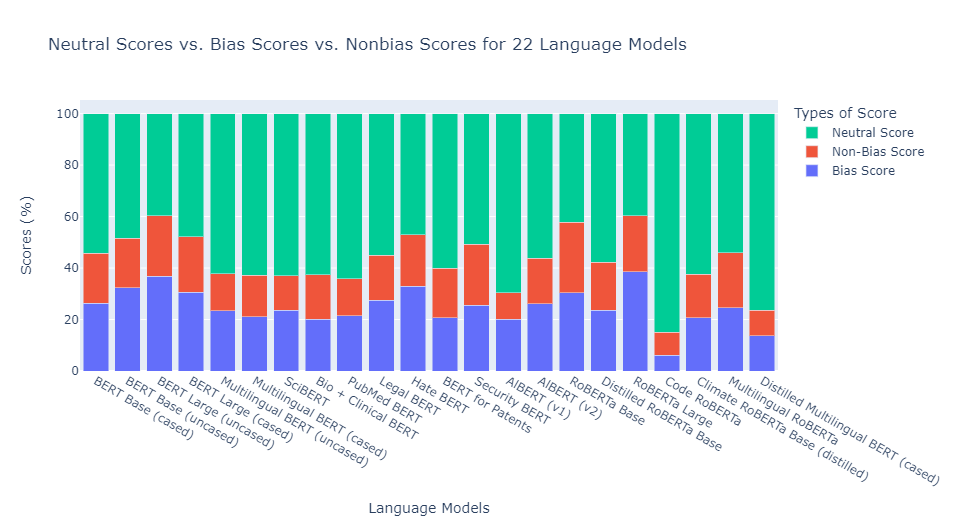 Neutral Scores vs. Bias Scores vs. Nonbias Scores for 22 Language Models
Types of Score
Neutral Score
Non-Bias Score
Bias Score
Scores (%)
100
80
60
40
20
0
BERT Base (cased)
BERT Base (uncased)
BERT Large (uncased)
BERT Large (cased)
Multilingual BERT (uncased)
Multilingual BERT (cased)
SciBERT
Bio + Clinical BERT
PubMed BERT
Legal BERT
Hate BERT
BERT for Patents
Security BERT
AlBERT (v1)
AlBERT (v2)
RoBERTa Base
Distilled RoBERTa Base
RoBERTa Large
Code RoBERTa
Climate RoBERTa Base (distilled)
Multilingual RoBERTa
Distilled Multilingual BERT (cased)
Language Models